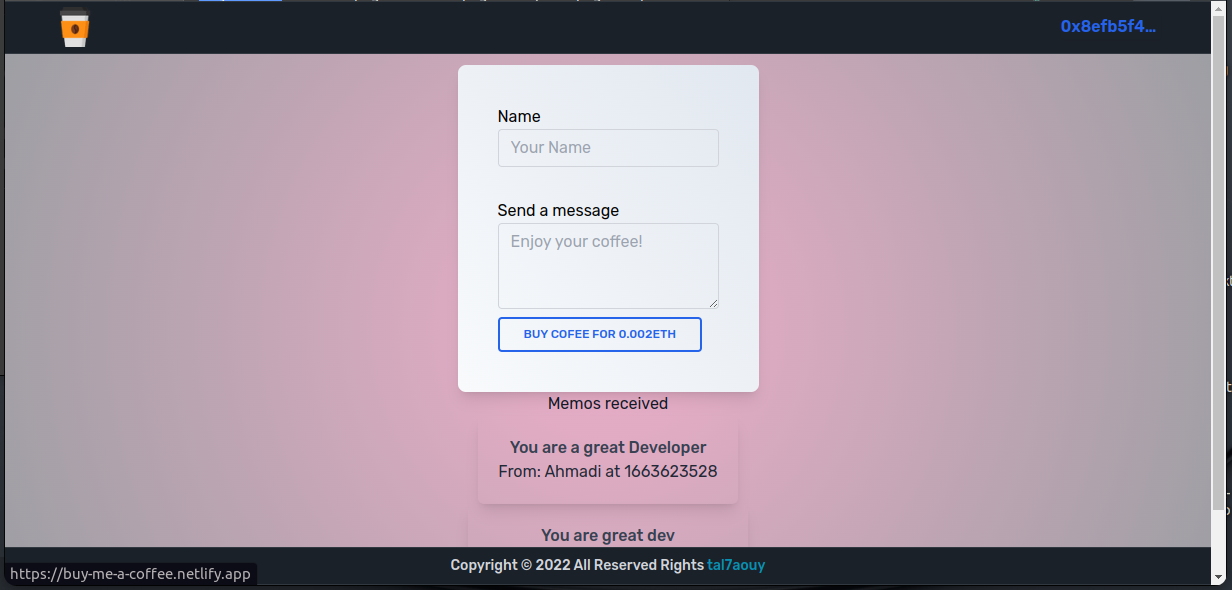 0x8efb5f4...
Name
Your Name
Send a message
Enjoy your coffee!
BUY COFEE FOR 0.002ETH
Memos received
You are a great Developer
From: Ahmadi at 1663623528
You are great dev
Copyright © 2022 All Reserved Rights tal7aouy
https://buy-me-a-coffee.netlify.app